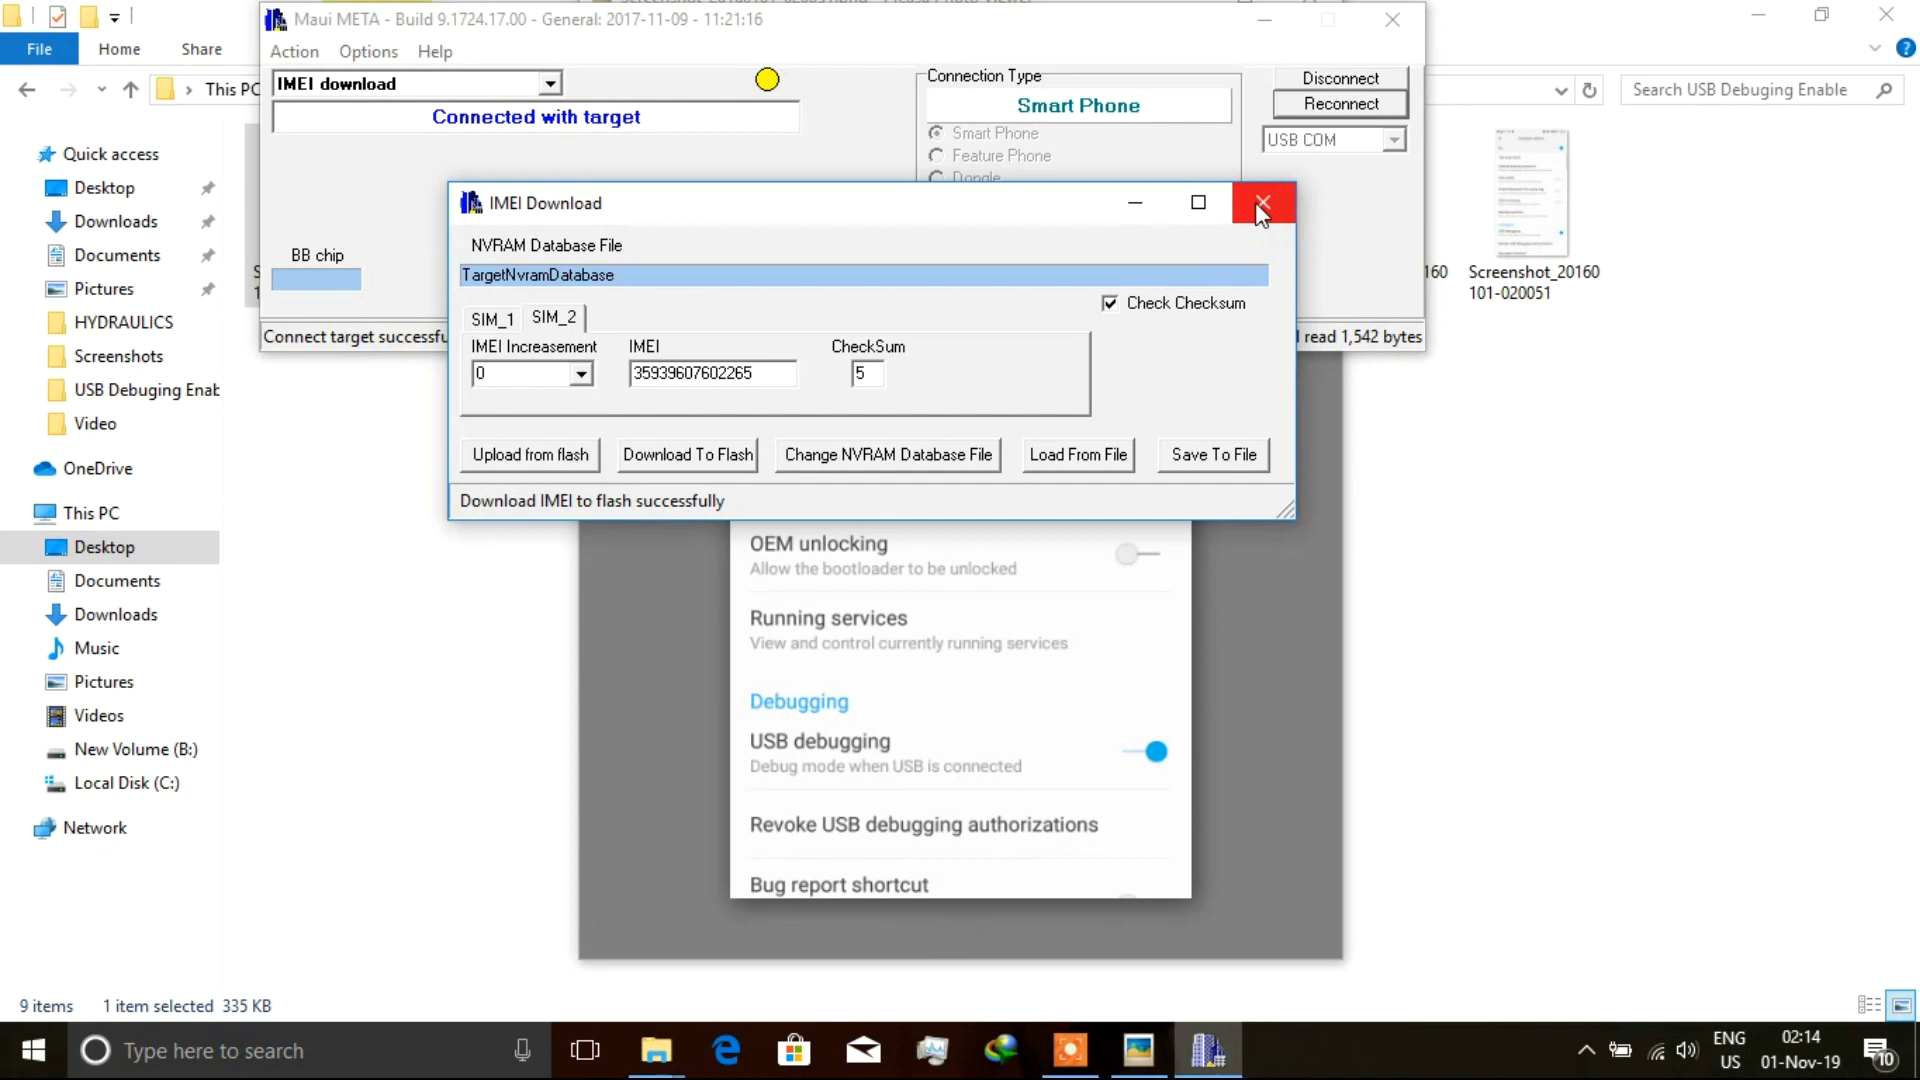 Maui META - Build 9.1724.17.00 - General: 2017-11-09 - 11:21:16
File
Home
Share
Action
Options
Help
This PC
Search USB Debuging Enable
IMEI download
Connected with target
Connection Type
Smart Phone
Smart Phone
Feature Phone
Dongle
Disconnect
Reconnect
USB COM
BB chip
Connect target successfu
l read 1,542 bytes
IMEI Download
NVRAM Database File
TargetNvramDatabase
Check Checksum
SIM_1
SIM_2
IMEI Increasement
IMEI
CheckSum
0
35939607602265
5
Upload from flash
Download To Flash
Change NVRAM Database File
Load From File
Save To File
Download IMEI to flash successfully
Quick access
Desktop
Downloads
Documents
Pictures
HYDRAULICS
Screenshots
USB Debuging Enab
Video
OneDrive
This PC
Desktop
Documents
Downloads
Music
Pictures
Videos
New Volume (B:)
Local Disk (C:)
Network
160
Screenshot_20160
101-020051
OEM unlocking
Allow the bootloader to be unlocked
Running services
View and control currently running services
Debugging
USB debugging
Debug mode when USB is connected
Revoke USB debugging authorizations
Bug report shortcut
9 items
1 item selected 335 KB
Type here to search
ENG
US
02:14
01-Nov-19
10